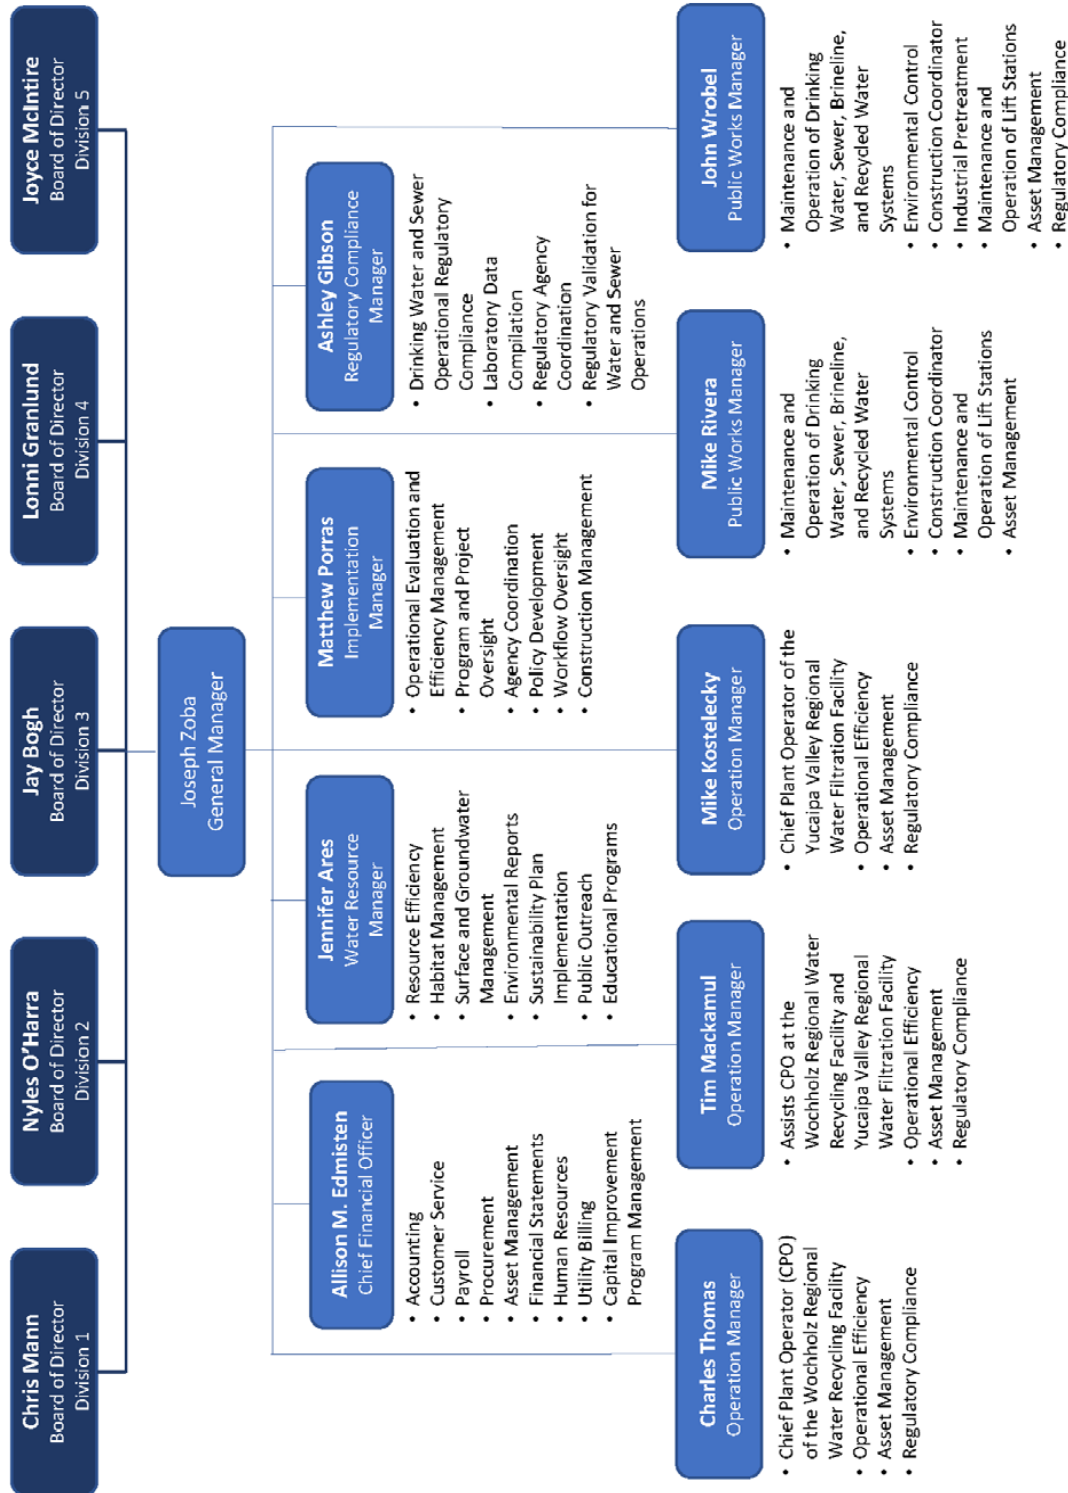 Chris Mann
Board of Director
Division 1
Nyles O'Harra
Board of Director
Division 2
Jay Bogh
Board of Director
Division 3
Lonni Granlund
Board of Director
Division 4
Joyce McIntire
Board of Director
Division 5
Joseph Zoba
General Manager
Allison M. Edmisten
Chief Financial Officer
• Accounting
• Customer Service
• Payroll
• Procurement
• Asset Management
• Financial Statements
• Human Resources
• Utility Billing
• Capital Improvement
Program Management
Jennifer Ares
Water Resource
Manager
• Resource Efficiency
• Habitat Management
• Surface and Groundwater
Management
• Environmental Reports
• Sustainability Plan
Implementation
• Public Outreach
• Educational Programs
Matthew Porras
Implementation
Manager
• Operational Evaluation and
Efficiency Management
• Program and Project
Oversight
• Agency Coordination
• Policy Development
• Workflow Oversight
• Construction Management
Ashley Gibson
Regulatory Compliance
Manager
• Drinking Water and Sewer
Operational Regulatory
Compliance
• Laboratory Data
Compilation
• Regulatory Agency
Coordination
• Regulatory Validation for
Water and Sewer
Operations
Charles Thomas
Operation Manager
• Chief Plant Operator (CPO)
of the Wochholz Regional
Water Recycling Facility
• Operational Efficiency
• Asset Management
• Regulatory Compliance
Tim Mackamul
Operation Manager
• Assists CPO at the
Wochholz Regional Water
Recycling Facility and
Yucaipa Valley Regional
Water Filtration Facility
• Operational Efficiency
• Asset Management
• Regulatory Compliance
Mike Kostelecky
Operation Manager
• Chief Plant Operator of the
Yucaipa Valley Regional
Water Filtration Facility
• Operational Efficiency
• Asset Management
• Regulatory Compliance
Mike Rivera
Public Works Manager
• Maintenance and
Operation of Drinking
Water, Sewer, Brineline,
and Recycled Water
Systems
• Environmental Control
• Construction Coordinator
• Maintenance and
Operation of Lift Stations
• Asset Management
John Wrobel
Public Works Manager
• Maintenance and
Operation of Drinking
Water, Sewer, Brineline,
and Recycled Water
Systems
• Environmental Control
• Construction Coordinator
• Industrial Pretreatment
• Maintenance and
Operation of Lift Stations
• Asset Management
• Regulatory Compliance